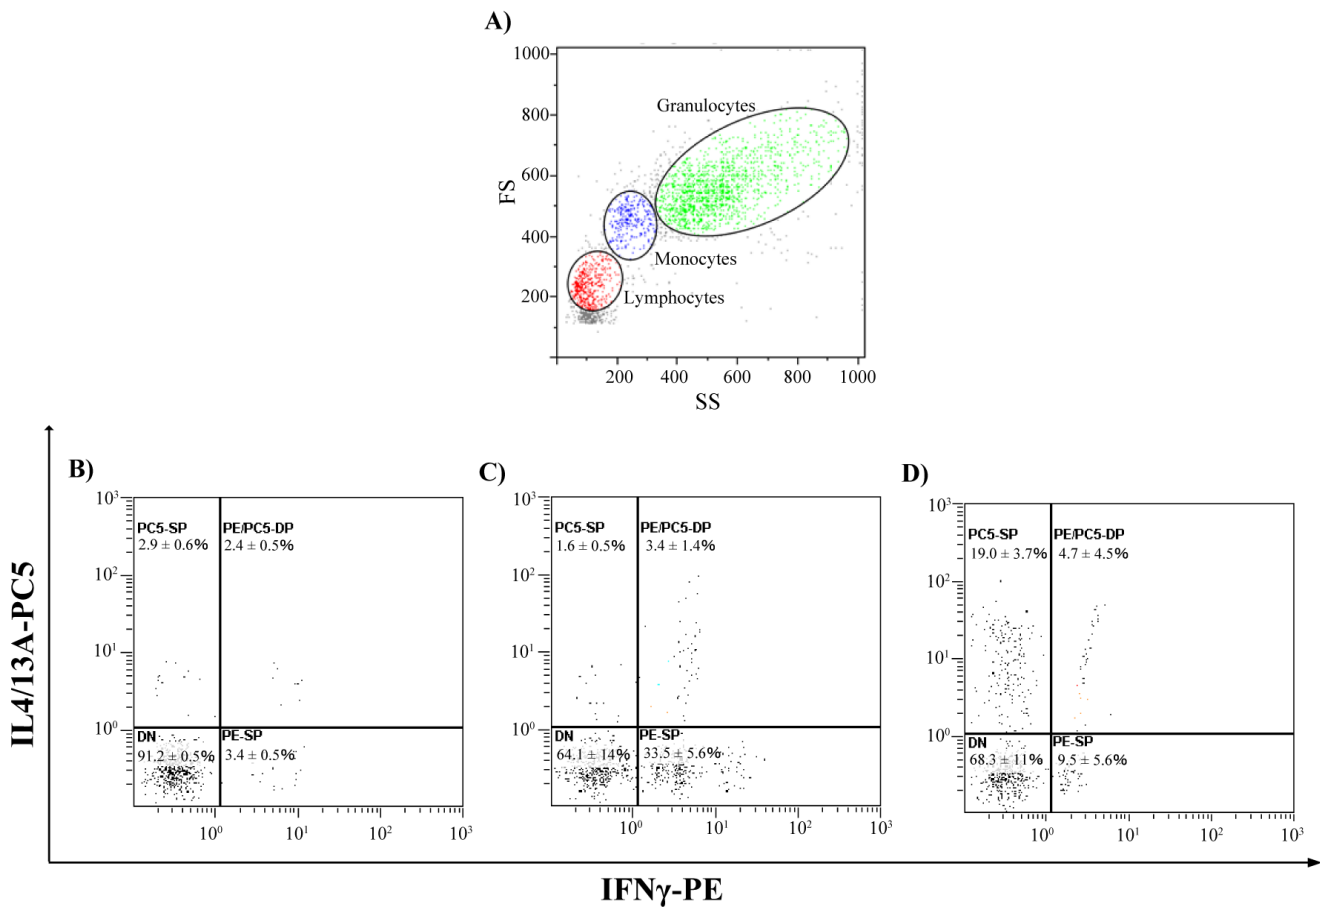 A)
1000
800
600
400
200
FS
Granulocytes
Monocytes
Lymphocytes
200 400 600 800 1000
SS
IL4/13A-PC5
B)
10³
10²
10¹
10⁰
PC5-SP PE/PC5-DP
2.9 ± 0.6% 2.4 ± 0.5%
DN PE-SP
91.2 ± 0.5% 3.4 ± 0.5%
10⁰ 10¹ 10² 10³
C)
10³
10²
10¹
10⁰
PC5-SP PE/PC5-DP
1.6 ± 0.5% 3.4 ± 1.4%
DN PE-SP
64.1 ± 14% 33.5 ± 5.6%
10⁰ 10¹ 10² 10³
D)
10³
10²
10¹
10⁰
PC5-SP PE/PC5-DP
19.0 ± 3.7% 4.7 ± 4.5%
DN PE-SP
68.3 ± 11% 9.5 ± 5.6%
10⁰ 10¹ 10² 10³
IFNγ-PE